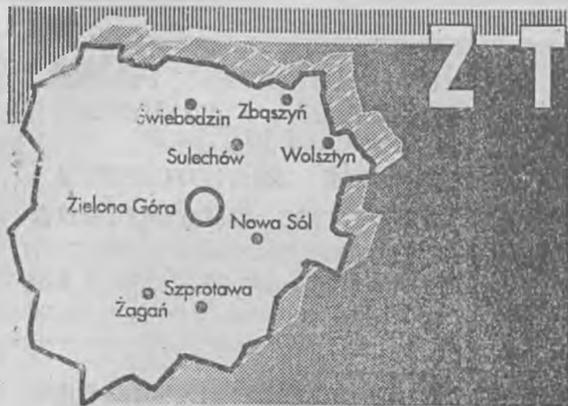 Z T
Świebodzin
Zbąszyń
Sulechów
Wolsztyn
Zielona Góra
Nowa Sól
Żagań
Szprotawa